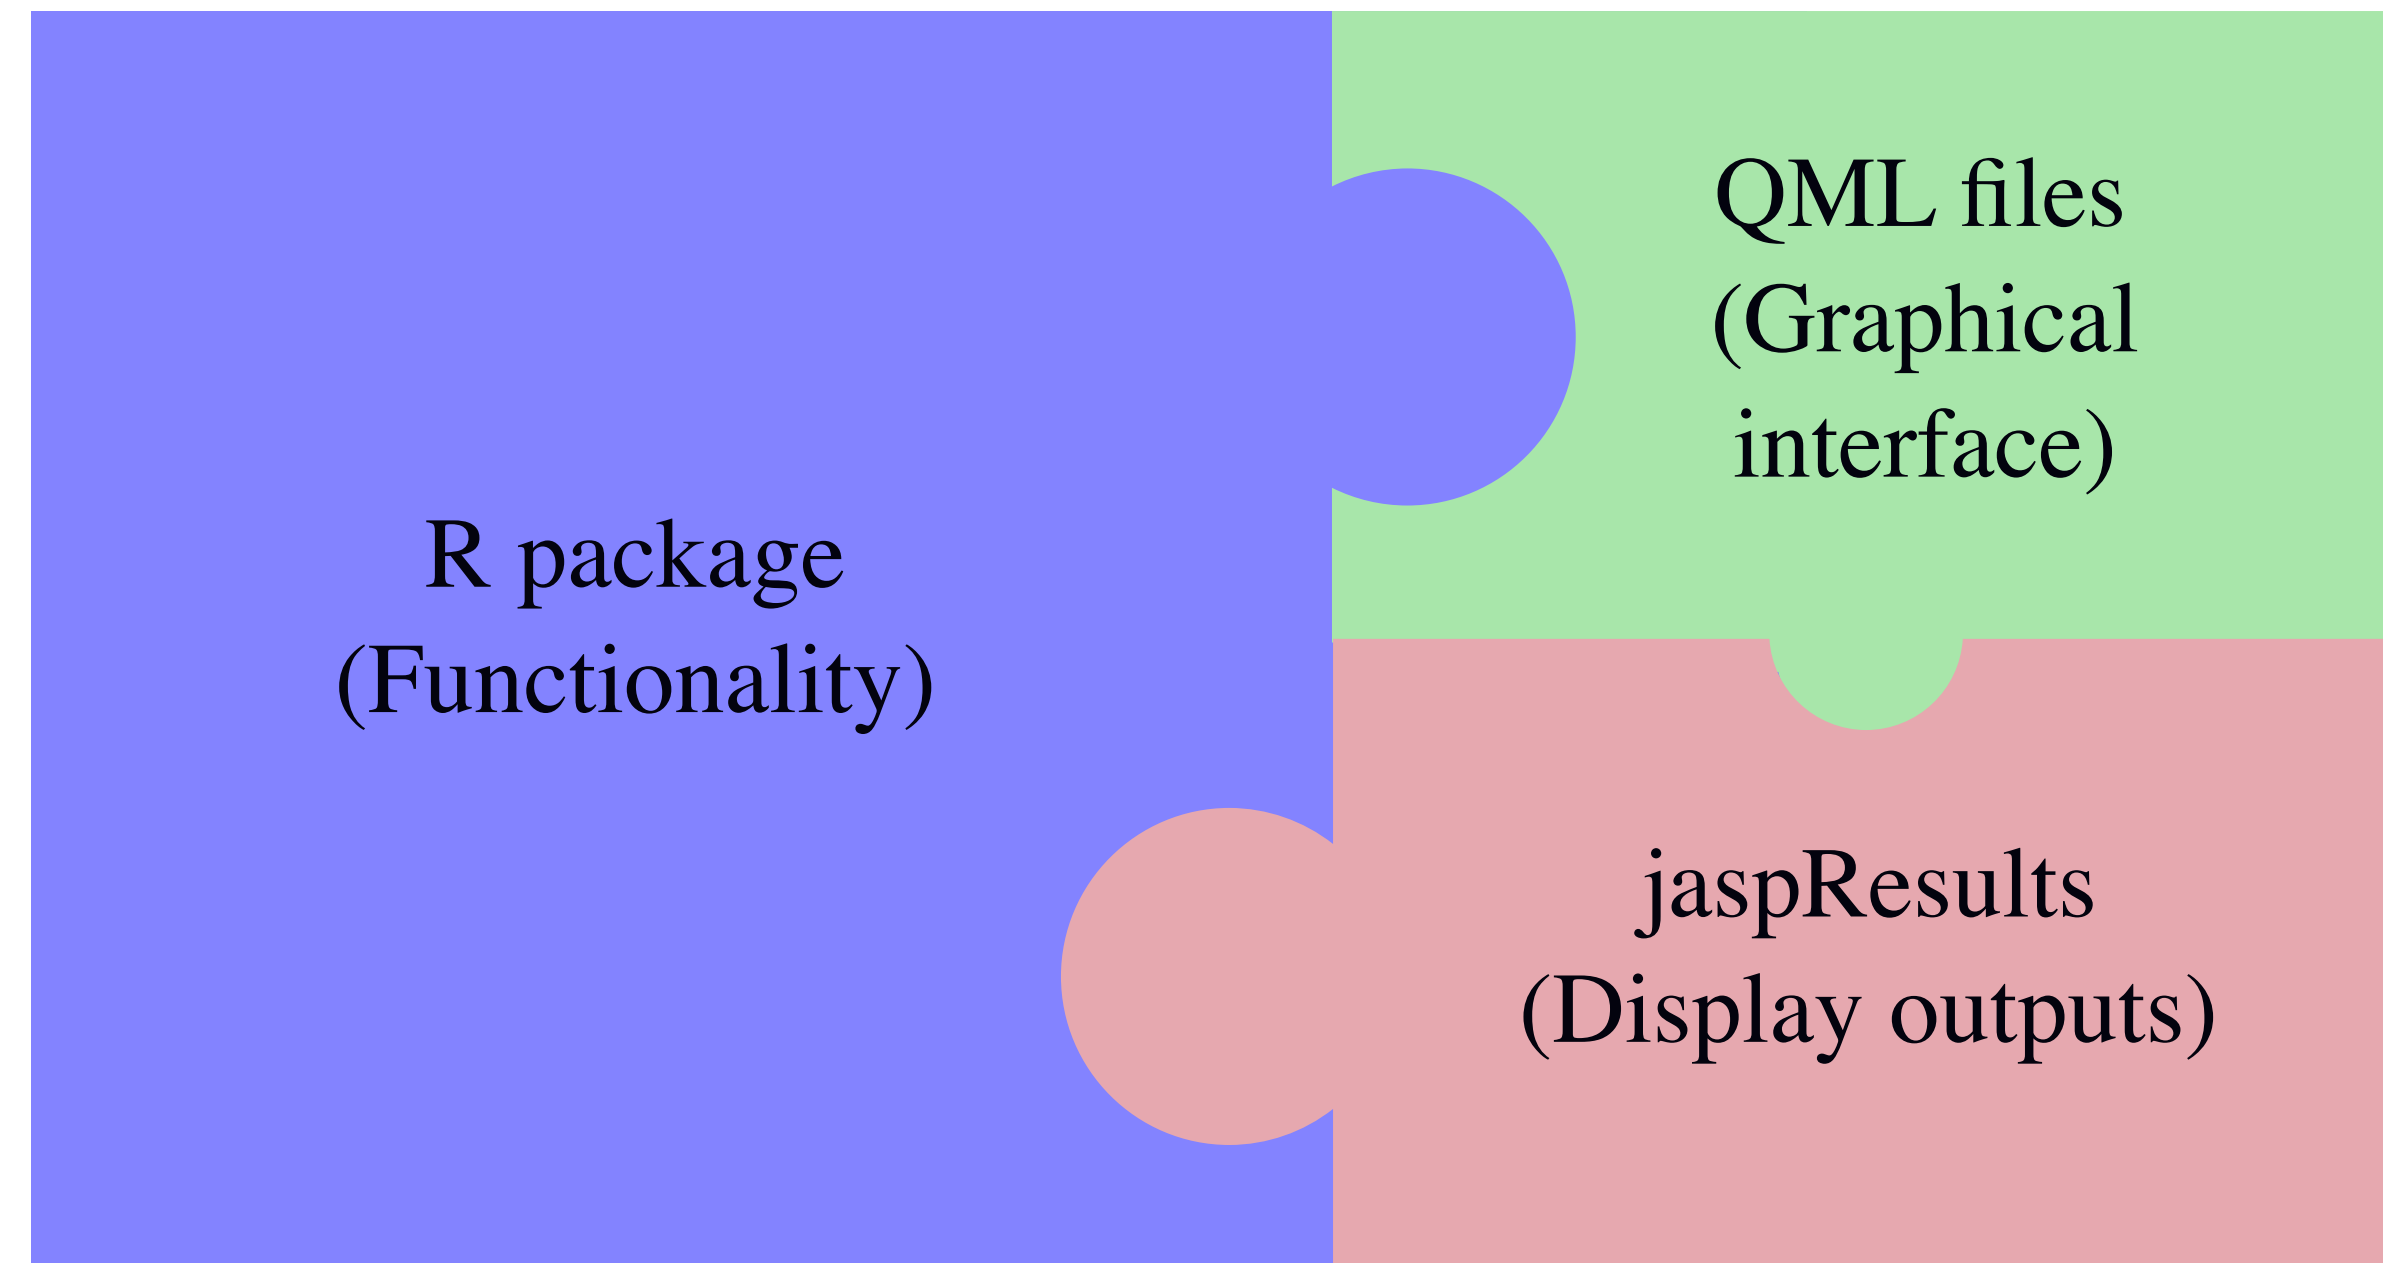 R package
(Functionality)
QML files
(Graphical
interface)
jaspResults
(Display outputs)